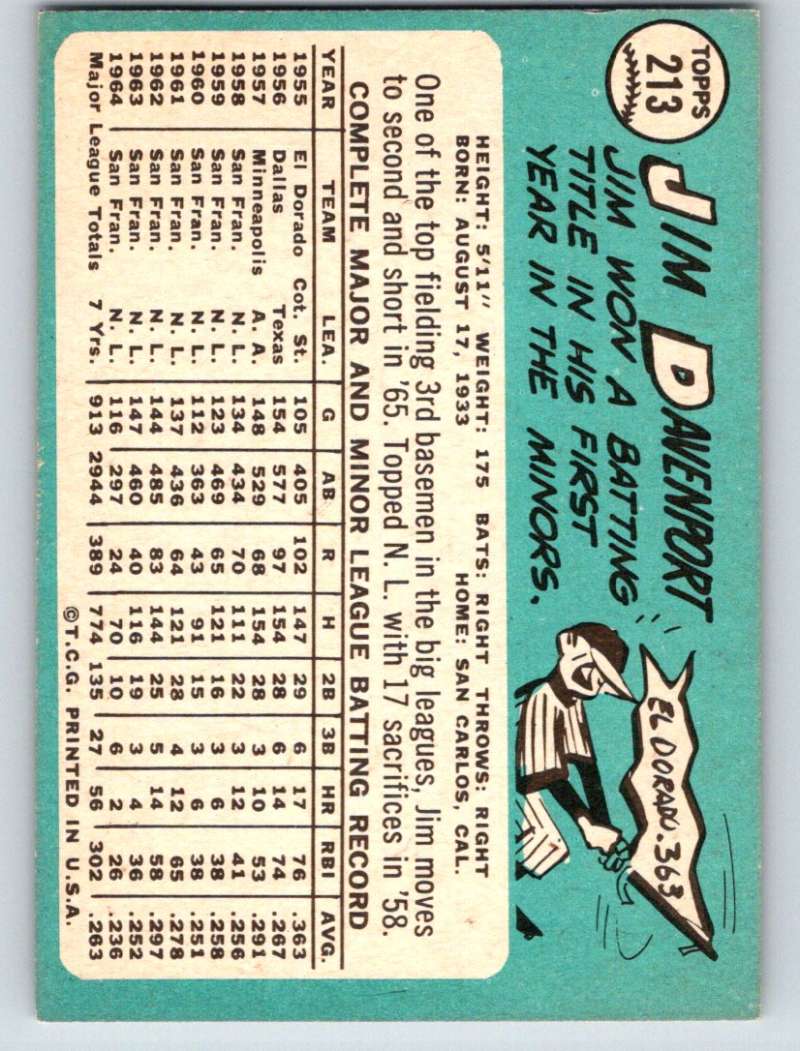 TOPPS
213
JIM DAVENPORT
JIM WON A BATTING
TITLE IN HIS FIRST
YEAR IN THE MINORS.
EL DORADO .363
HEIGHT: 5'11" WEIGHT: 175 BATS: RIGHT THROWS: RIGHT
BORN: AUGUST 17, 1933 HOME: SAN CARLOS, CAL.
One of the top fielding 3rd basemen in the big leagues, Jim moves
to second and short in '65. Topped N. L. with 17 sacrifices in '58.
COMPLETE MAJOR AND MINOR LEAGUE BATTING RECORD
YEAR TEAM LEA. G AB R H 2B 3B HR RBI AVG.
1955 El Dorado Cot. St. 105 405 102 147 29 6 17 76 .363
1956 Dallas Texas 154 577 97 154 28 6 14 74 .267
1957 Minneapolis A. A. 148 529 68 154 28 3 10 53 .291
1958 San Fran. N. L. 134 434 70 111 22 3 12 41 .256
1959 San Fran. N. L. 123 469 65 121 16 3 6 38 .258
1960 San Fran. N. L. 112 363 43 91 15 3 6 38 .251
1961 San Fran. N. L. 137 436 64 121 28 4 12 65 .278
1962 San Fran. N. L. 144 485 83 144 25 5 14 58 .297
1963 San Fran. N. L. 147 460 40 116 19 3 4 36 .252
1964 San Fran. N. L. 116 297 24 70 10 6 2 26 .236
Major League Totals 7 Yrs. 913 2944 389 774 135 27 56 302 .263
©T.C.G. PRINTED IN U.S.A.